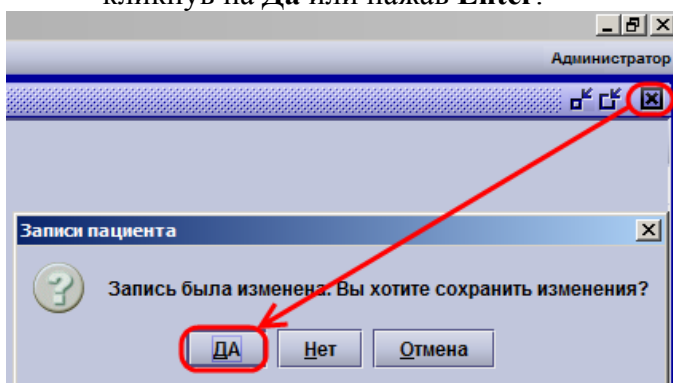 кликнув на Да или нажав Enter.
Администратор
Записи пациента
Запись была изменена. Вы хотите сохранить изменения?
ДА Нет Отмена